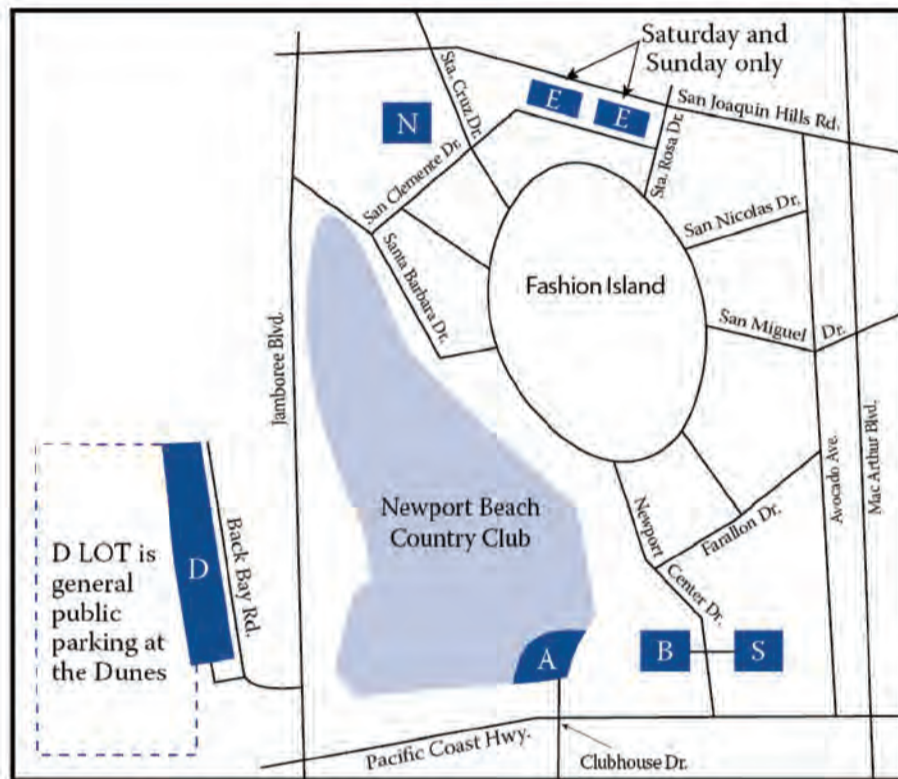 Saturday and
Sunday only
E
E
N
Sta. Cruz Dr.
San Joaquin Hills Rd.
Sta. Rosa Dr.
San Clemente Dr.
San Nicolas Dr.
Santa Barbara Dr.
Fashion Island
San Miguel Dr.
Jamboree Blvd.
Avocado Ave.
Mac Arthur Blvd.
Newport Beach
Country Club
Newport Center Dr.
Farallon Dr.
D LOT is
general
public
parking at
the Dunes
D
Back Bay Rd.
A
B
S
Pacific Coast Hwy.
Clubhouse Dr.